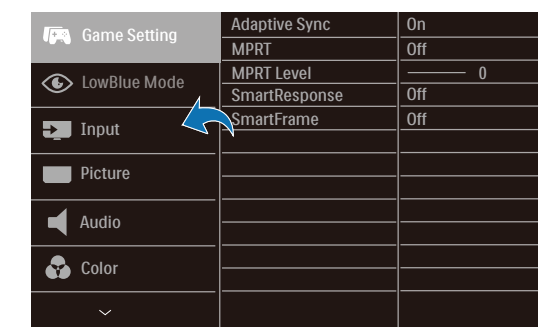 Game Setting
LowBlue Mode
Input
Picture
Audio
Color
Adaptive Sync On
MPRT Off
MPRT Level 0
SmartResponse Off
SmartFrame Off